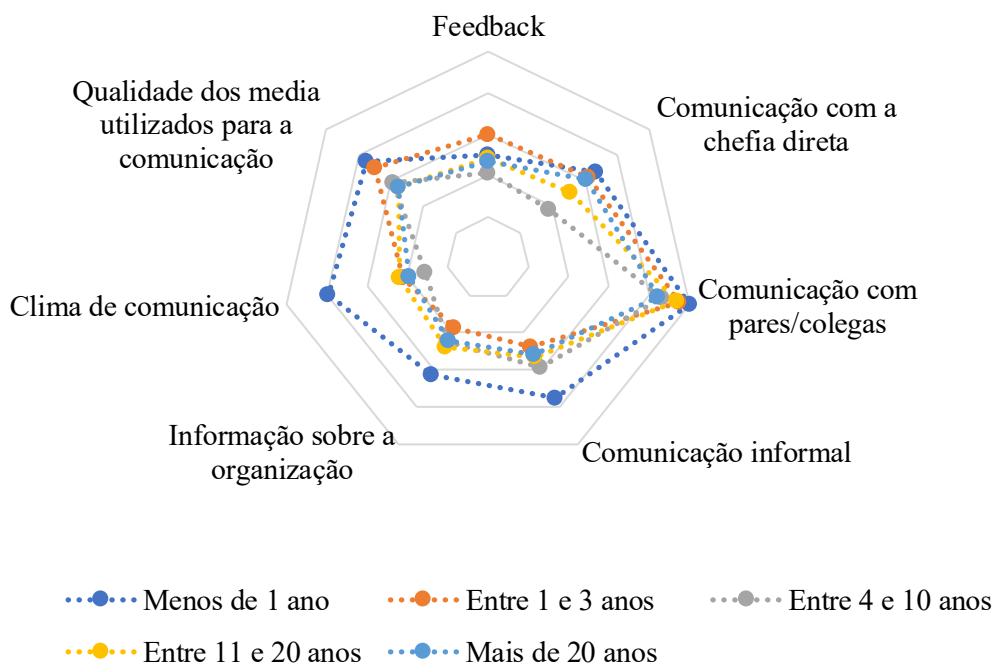 Feedback
Qualidade dos media
utilizados para a
comunicação
Comunicação com a
chefia direta
Clima de comunicação
Comunicação com
pares/colegas
Informação sobre a
organização
Comunicação informal
Menos de 1 ano
Entre 1 e 3 anos
Entre 4 e 10 anos
Entre 11 e 20 anos
Mais de 20 anos